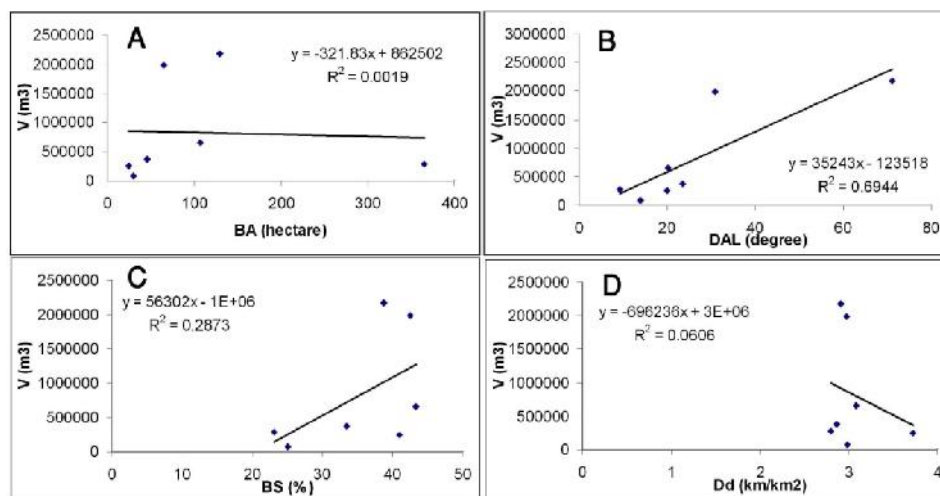 A
y = -321.83x + 862502
R² = 0.0019
V (m3)
2500000
2000000
1500000
1000000
500000
0
0 100 200 300 400
BA (hectare)
B
y = 35243x - 123518
R² = 0.6944
V (m3)
3000000
2500000
2000000
1500000
1000000
500000
0
0 20 40 60 80
DAL (degree)
C
y = 56302x - 1E+06
R² = 0.2873
V (m3)
2500000
2000000
1500000
1000000
500000
0
0 10 20 30 40 50
BS (%)
D
y = -696236x + 3E+06
R² = 0.0606
V (m3)
2500000
2000000
1500000
1000000
500000
0
0 1 2 3 4
Dd (km/km2)